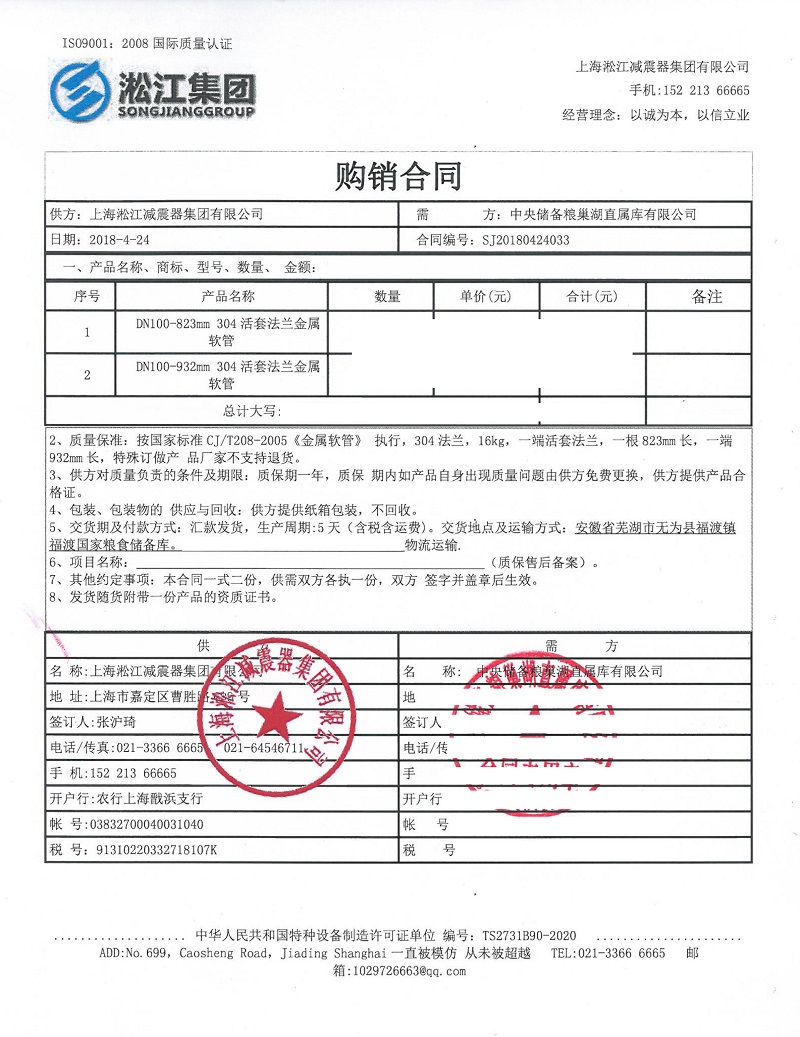 ISO9001: 2008 国际质量认证
淞江集团
SONGJIANGGROUP
上海淞江减震器集团有限公司
手机:152 213 66665
经营理念: 以诚为本, 以信立业
购销合同
供方: 上海淞江减震器集团有限公司 需 方: 中央储备粮巢湖直属库有限公司
日期: 2018-4-24 合同编号: SJ20180424033
一、产品名称、商标、型号、数量、 金额:
序号 产品名称 数量 单价(元) 合计(元) 备注
1 DN100-823mm 304 活套法兰金属
软管
2 DN100-932mm 304 活套法兰金属
软管
总计大写:
2、质量保准: 按国家标准 CJ/T208-2005《金属软管》 执行, 304 法兰, 16kg, 一端活套法兰, 一根 823mm 长, 一端
932mm 长, 特殊订做产 品厂家不支持退货。
3、供方对质量负责的条件及期限: 质保期一年, 质保 期内如产品自身出现质量问题由供方免费更换, 供方提供产品合
格证。
4、包装、包装物的 供应与回收: 供方提供纸箱包装, 不回收。
5、交货期及付款方式: 汇款发货, 生产周期:5 天 (含税含运费)。交货地点及运输方式: 安徽省芜湖市无为县福渡镇
福渡国家粮食储备库。 物流运输.
6、项目名称: (质保售后备案) 。
7、其他约定事项: 本合同一式二份, 供需双方各执一份, 双方 签字并盖章后生效。
8、发货随货附带一份产品的资质证书。
供 需 方
名 称:上海淞江减震器集团有限公司 名 称: 中央储备粮巢湖直属库有限公司
地 址:上海市嘉定区曹胜路 号 地
签订人:张沪琦 签订人
电话/传真:021-3366 6665 021-64546711 电话/传
手 机:152 213 66665 手
开户行:农行上海戬浜支行 开户行
帐 号:03832700040031040 帐 号
税 号: 91310220332718107K 税 号
上海淞江减震器集团有限公司
中华人民共和国特种设备制造许可证单位 编号: TS2731B90-2020
ADD:No.699, Caosheng Road, Jiading Shanghai 一直被模仿 从未被超越 TEL:021-3366 6665 邮
箱:1029726663@qq.com